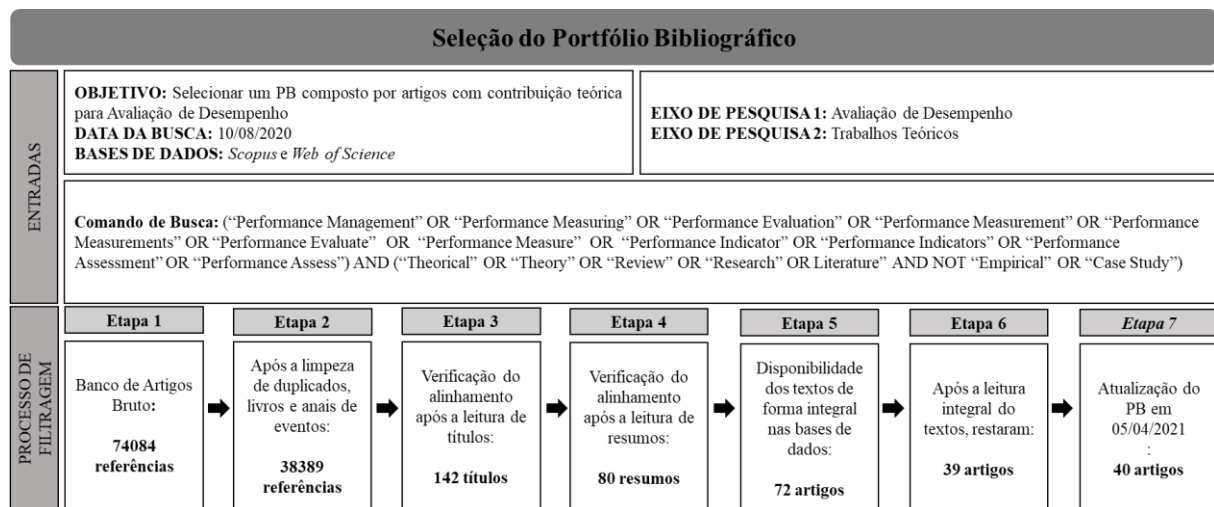 Seleção do Portfólio Bibliográfico
ENTRADAS
OBJETIVO: Selecionar um PB composto por artigos com contribuição teórica
para Avaliação de Desempenho
DATA DA BUSCA: 10/08/2020
BASES DE DADOS: Scopus e Web of Science
EIXO DE PESQUISA 1: Avaliação de Desempenho
EIXO DE PESQUISA 2: Trabalhos Teóricos
Comando de Busca: (“Performance Management” OR “Performance Measuring” OR “Performance Evaluation” OR “Performance Measurement” OR “Performance
Measurements” OR “Performance Evaluate” OR “Performance Measure” OR “Performance Indicator” OR “Performance Indicators” OR “Performance
Assessment” OR “Performance Assess”) AND (“Theorical” OR “Theory” OR “Review” OR “Research” OR Literature” AND NOT “Empirical” OR “Case Study”)
PROCESSO DE
FILTRAGEM
Etapa 1
Banco de Artigos
Bruto:
74084
referências
Etapa 2
Após a limpeza
de duplicados,
livros e anais de
eventos:
38389
referências
Etapa 3
Verificação do
alinhamento
após a leitura de
títulos:
142 títulos
Etapa 4
Verificação do
alinhamento
após a leitura de
resumos:
80 resumos
Etapa 5
Disponibilidade
dos textos de
forma integral
nas bases de
dados:
72 artigos
Etapa 6
Após a leitura
integral do
textos, restaram:
39 artigos
Etapa 7
Atualização do
PB em
05/04/2021
:
40 artigos